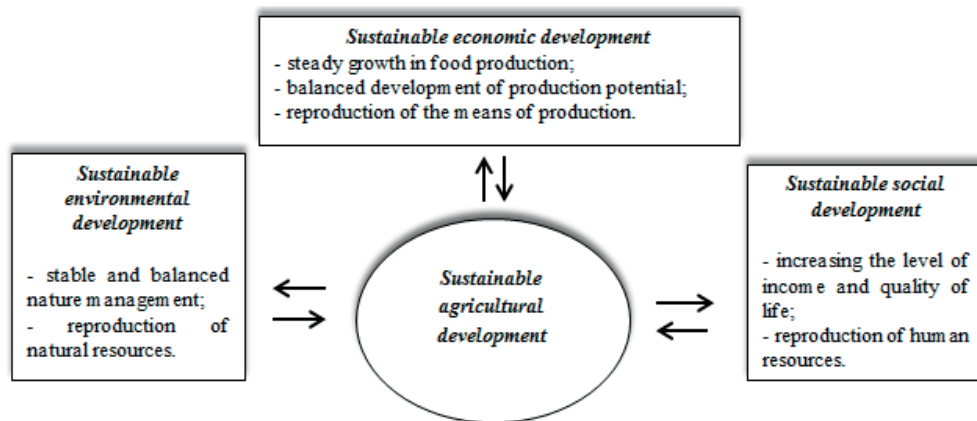 Sustainable economic development
- steady growth in food production;
- balanced development of production potential;
- reproduction of the means of production.
Sustainable
environmental
development
- stable and balanced
nature management;
- reproduction of
natural resources.
Sustainable
agricultural
development
Sustainable social
development
- increasing the level of
income and quality of
life;
- reproduction of human
resources.